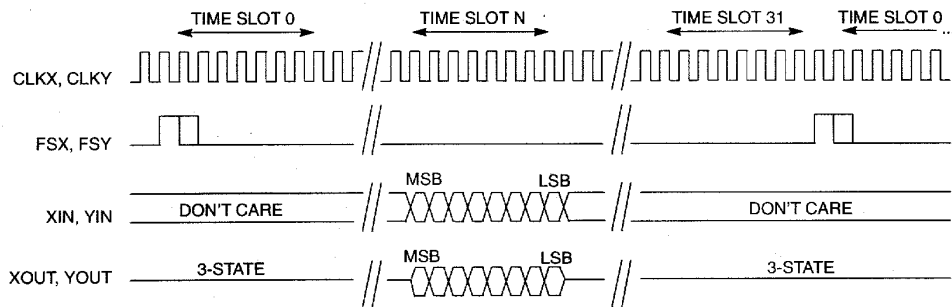 TIME SLOT 0 TIME SLOT N TIME SLOT 31 TIME SLOT 0
CLKX, CLKY
FSX, FSY
MSB LSB
XIN, YIN DON'T CARE DON'T CARE
MSB LSB
XOUT, YOUT 3-STATE 3-STATE